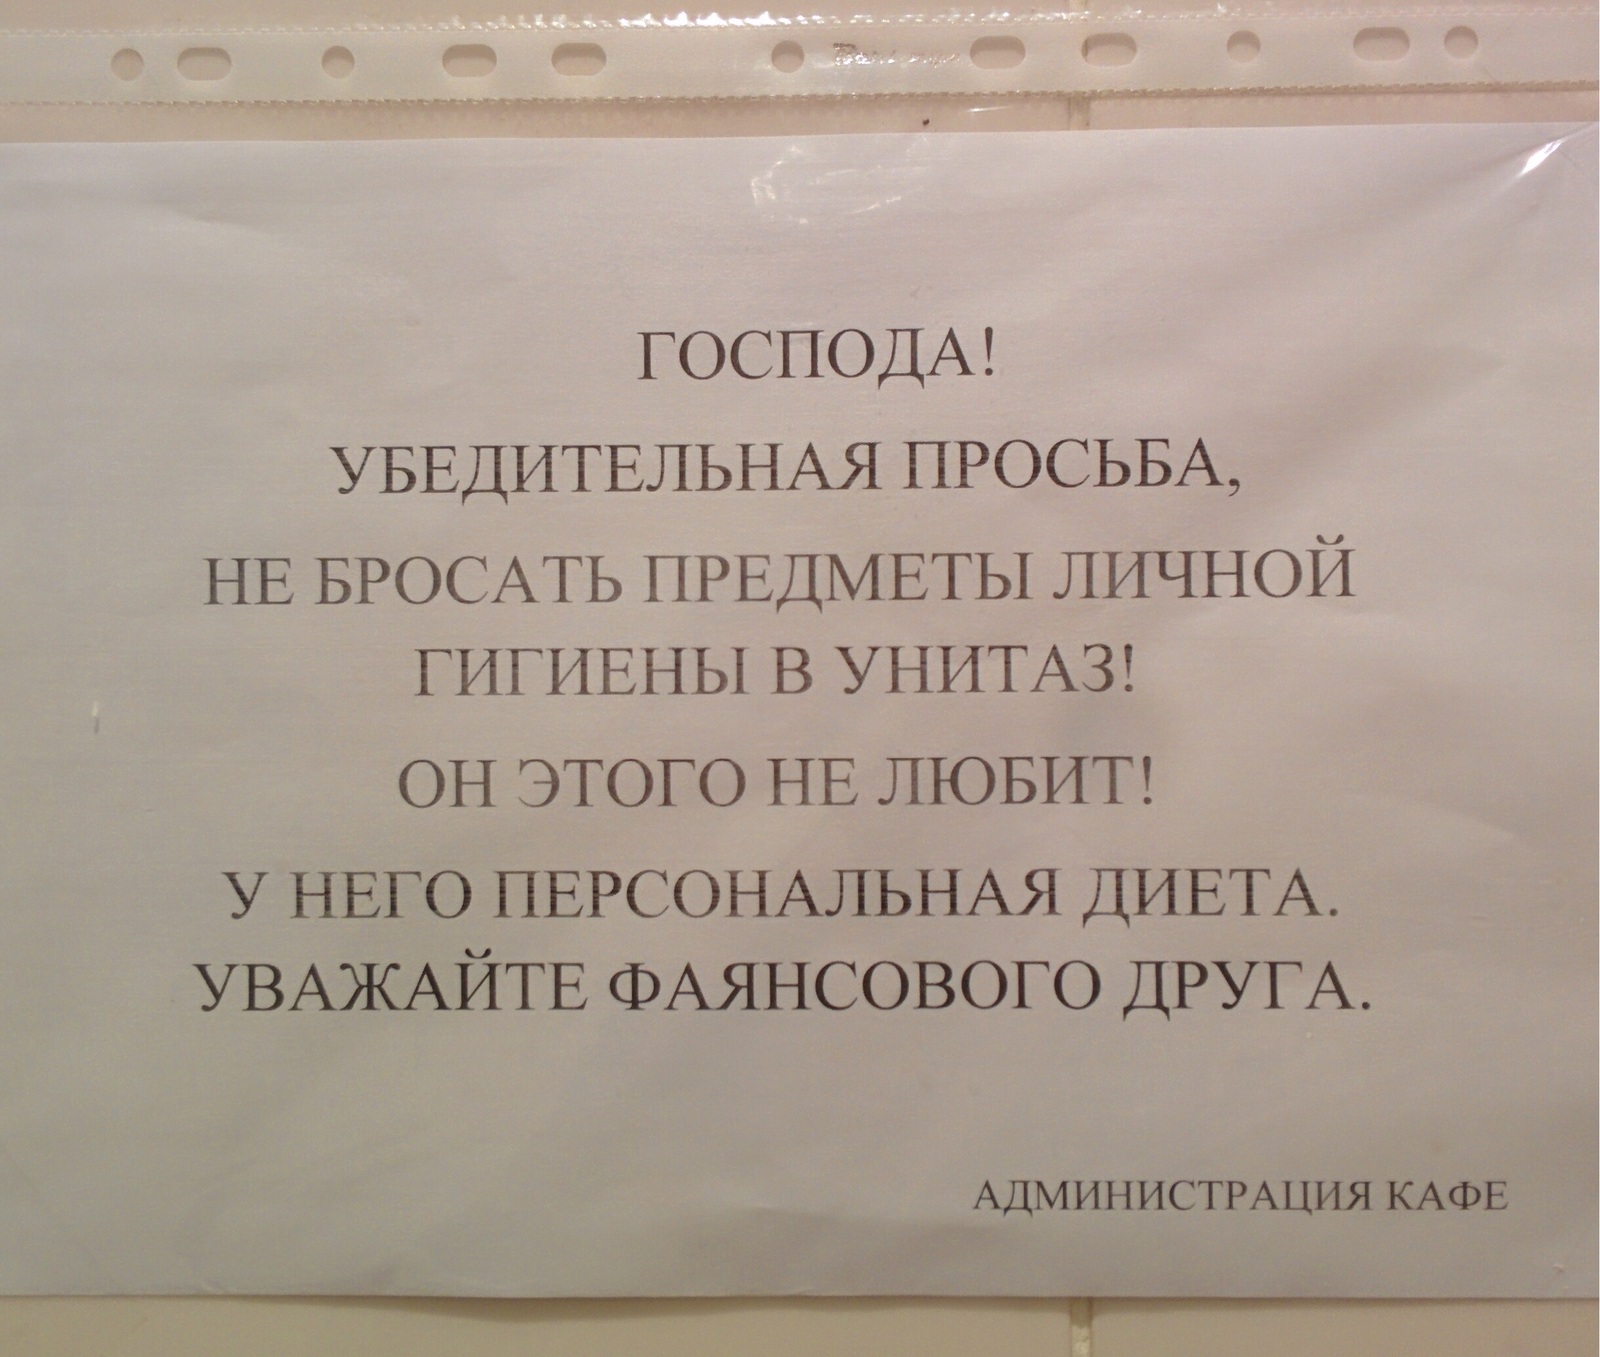 ГОСПОДА!
УБЕДИТЕЛЬНАЯ ПРОСЬБА,
НЕ БРОСАТЬ ПРЕДМЕТЫ ЛИЧНОЙ
ГИГИЕНЫ В УНИТАЗ!
ОН ЭТОГО НЕ ЛЮБИТ!
У НЕГО ПЕРСОНАЛЬНАЯ ДИЕТА.
УВАЖАЙТЕ ФАЯНСОВОГО ДРУГА.
АДМИНИСТРАЦИЯ КАФЕ